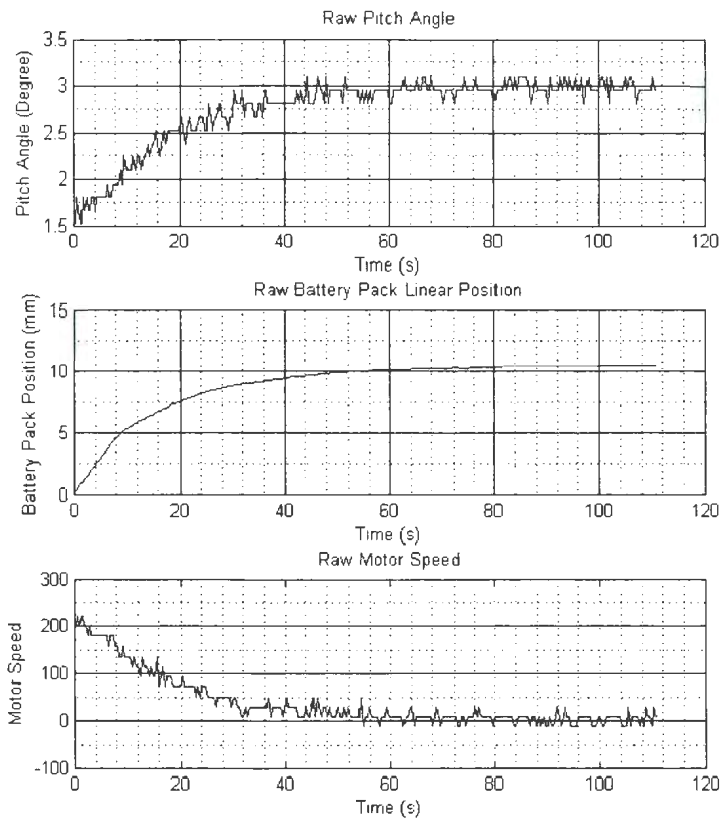 Raw Pitch Angle
Pitch Angle (Degree)
3.5
3
2.5
2
1.5
0 20 40 60 80 100 120
Time (s)
Raw Battery Pack Linear Position
Battery Pack Position (mm)
15
10
5
0
0 20 40 60 80 100 120
Time (s)
Raw Motor Speed
Motor Speed
300
200
100
0
-100
0 20 40 60 80 100 120
Time (s)